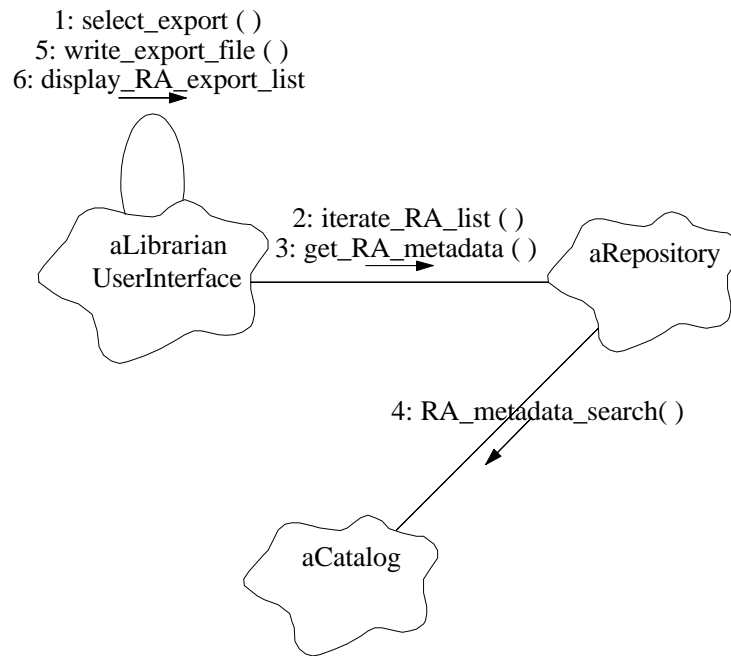 1: select_export ( )
5: write_export_file ( )
6: display_RA_export_list
aLibrarian
UserInterface
2: iterate_RA_list ( )
3: get_RA_metadata ( )
aRepository
4: RA_metadata_search( )
aCatalog